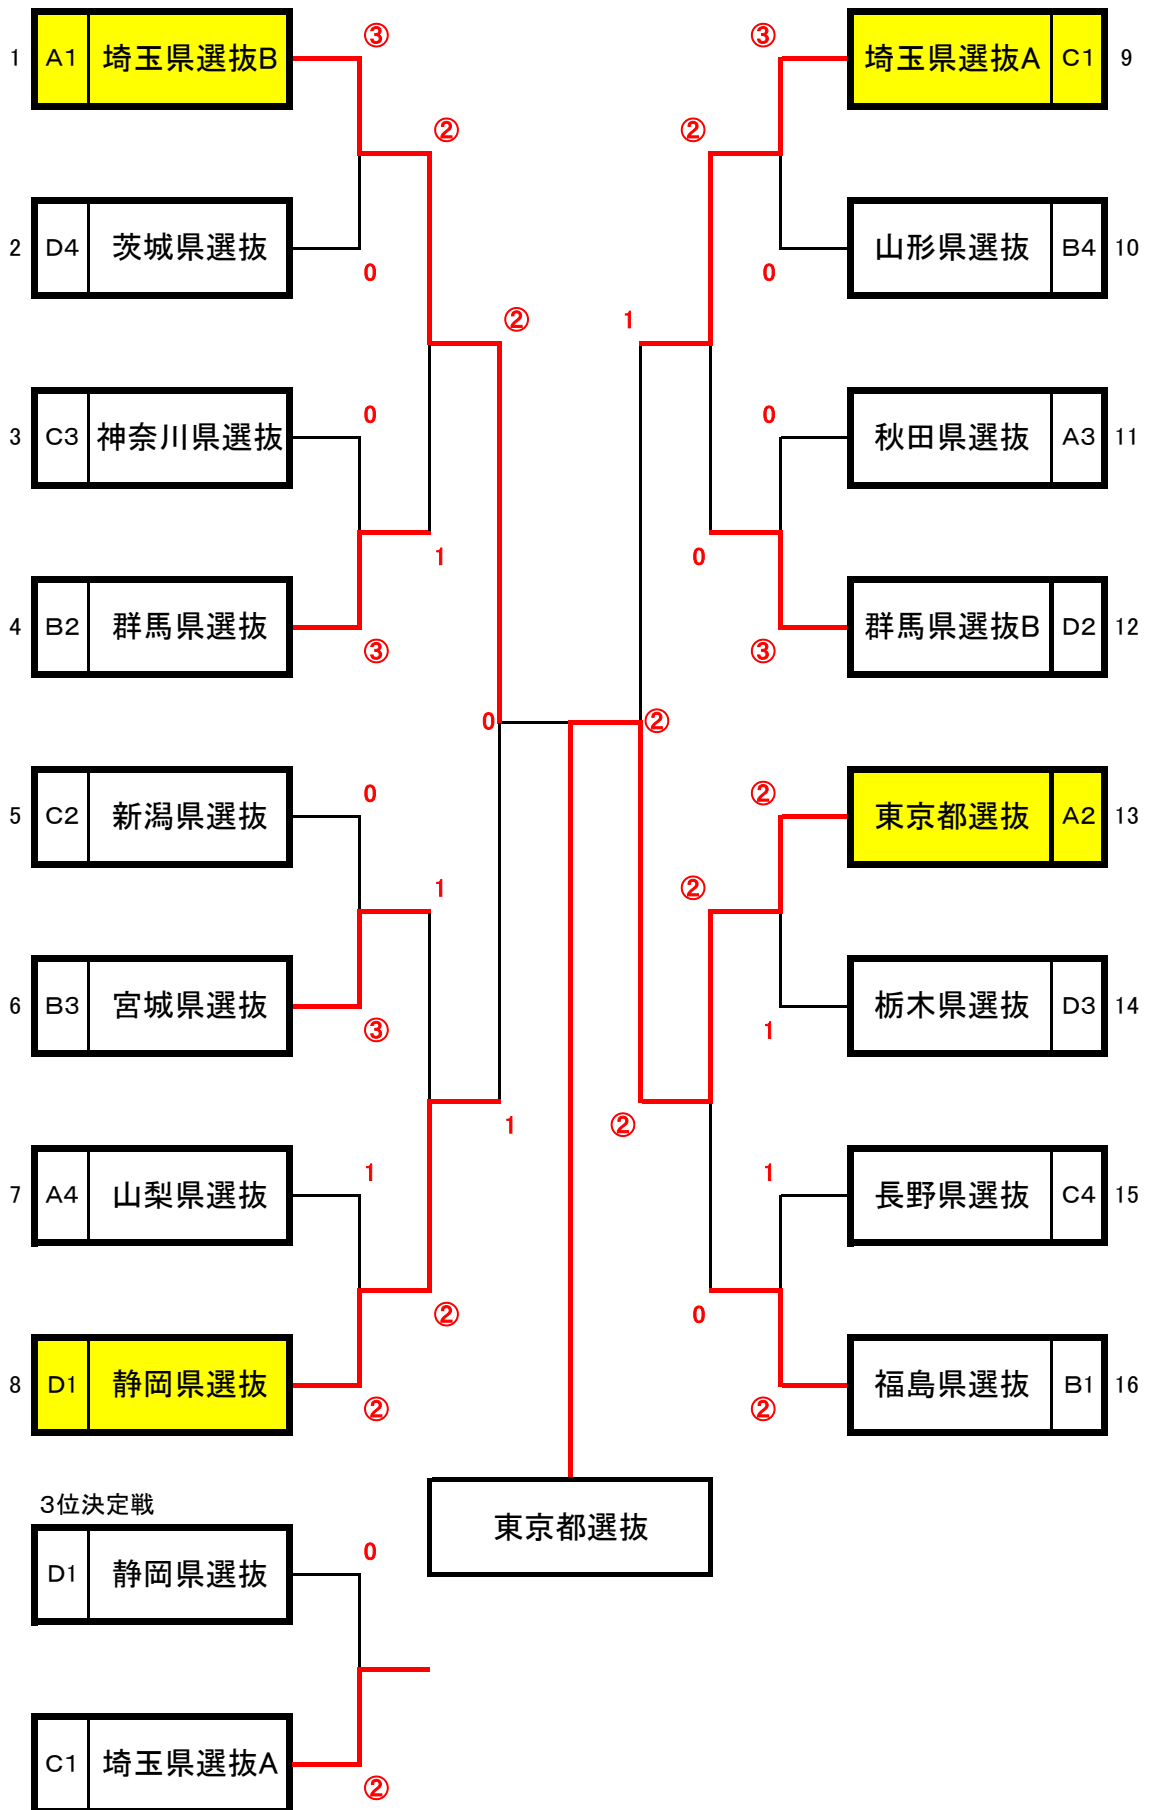 ③
③
1 A1 埼玉県選抜B
埼玉県選抜A C1 9
②
②
2 D4 茨城県選抜
山形県選抜 B4 10
0
0
②
1
0
0
3 C3 神奈川県選抜
秋田県選抜 A3 11
1
0
4 B2 群馬県選抜
群馬県選抜B D2 12
③
③
0
②
0
②
5 C2 新潟県選抜
東京都選抜 A2 13
1
②
6 B3 宮城県選抜
栃木県選抜 D3 14
③
1
1
②
1
1
7 A4 山梨県選抜
長野県選抜 C4 15
②
0
8 D1 静岡県選抜
福島県選抜 B1 16
②
②
3位決定戦
東京都選抜
0
D1 静岡県選抜
C1 埼玉県選抜A
②